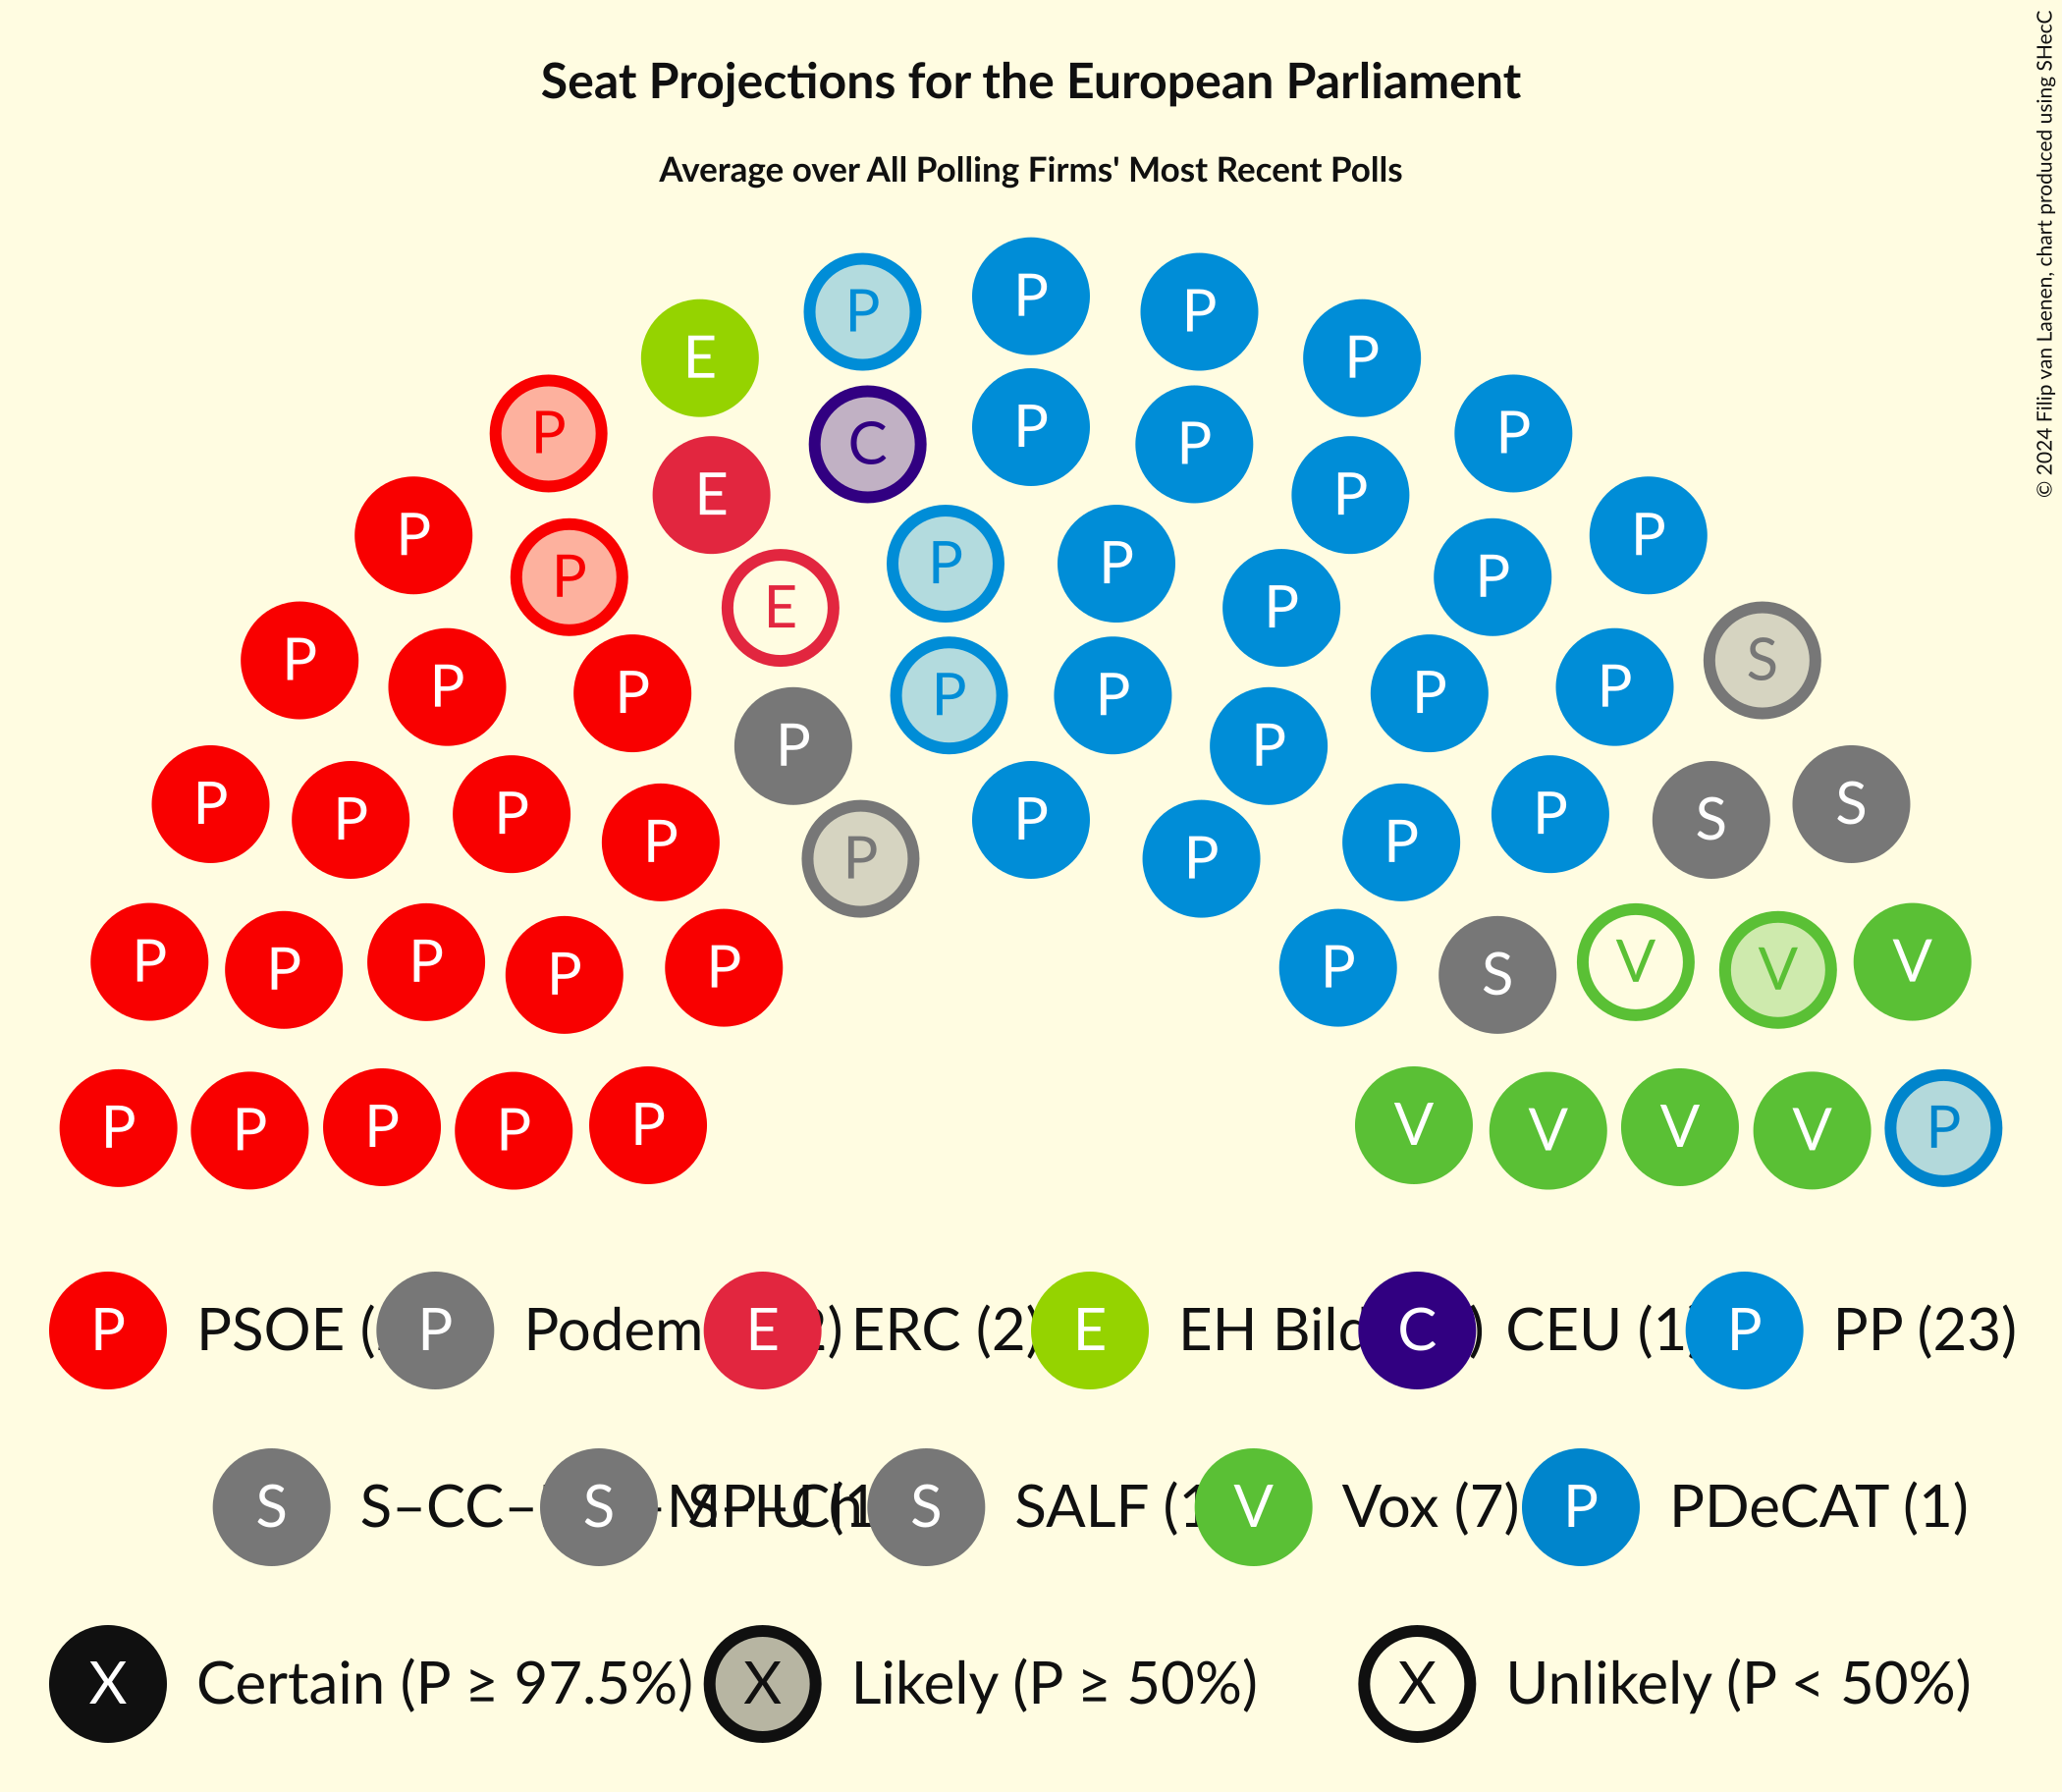 Seat Projections for the European Parliament
Average over All Polling Firms' Most Recent Polls
© 2024 Filip van Laenen, chart produced using SHecC
P P P P
E P
P E C P P P P
P P E P P P P P
P P P P P P P P P S
P P P P P P P P P P S S
P P P P P P S V V V
P P P P P V V V V P
P PSOE ( P Podem E 2) ERC (2) E EH Bild C ) CEU (1) P PP (23)
S S–CC– S S SALF (1 V Vox (7) P PDeCAT (1)
X Certain (P ≥ 97.5%) X Likely (P ≥ 50%) X Unlikely (P < 50%)